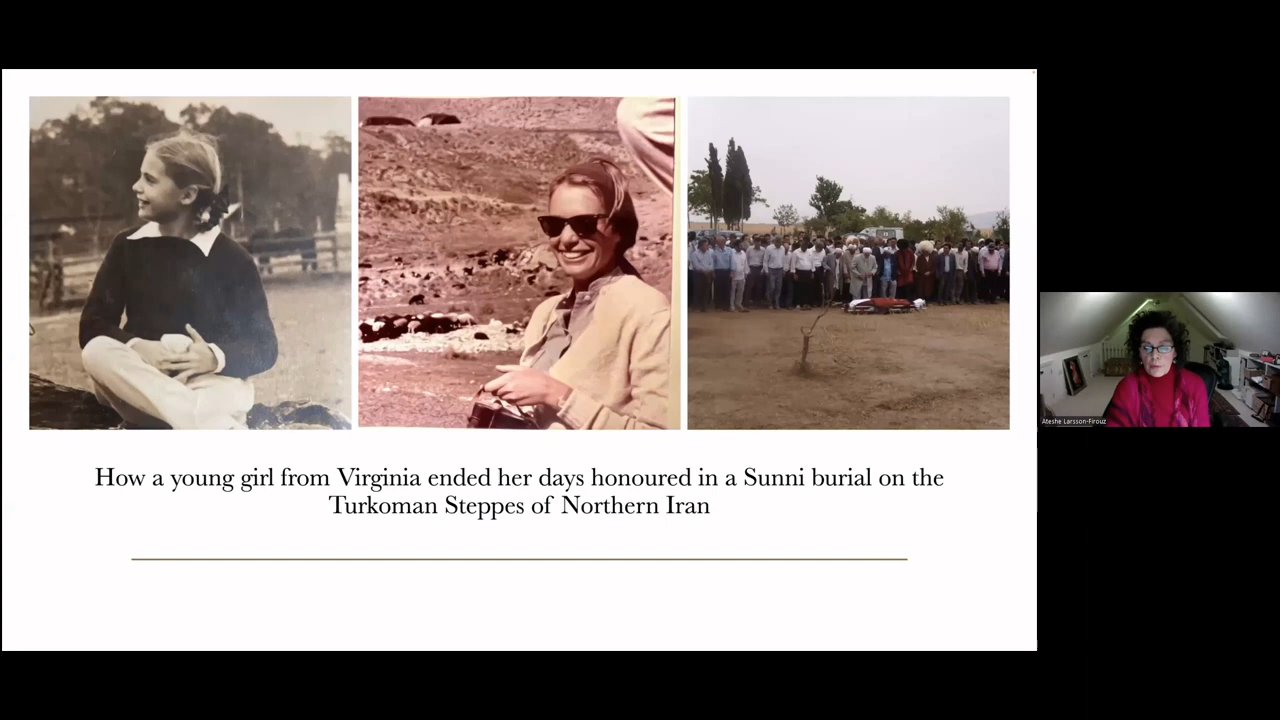 How a young girl from Virginia ended her days honoured in a Sunni burial on the
Turkoman Steppes of Northern Iran
Ateshe Larsson-Firouz